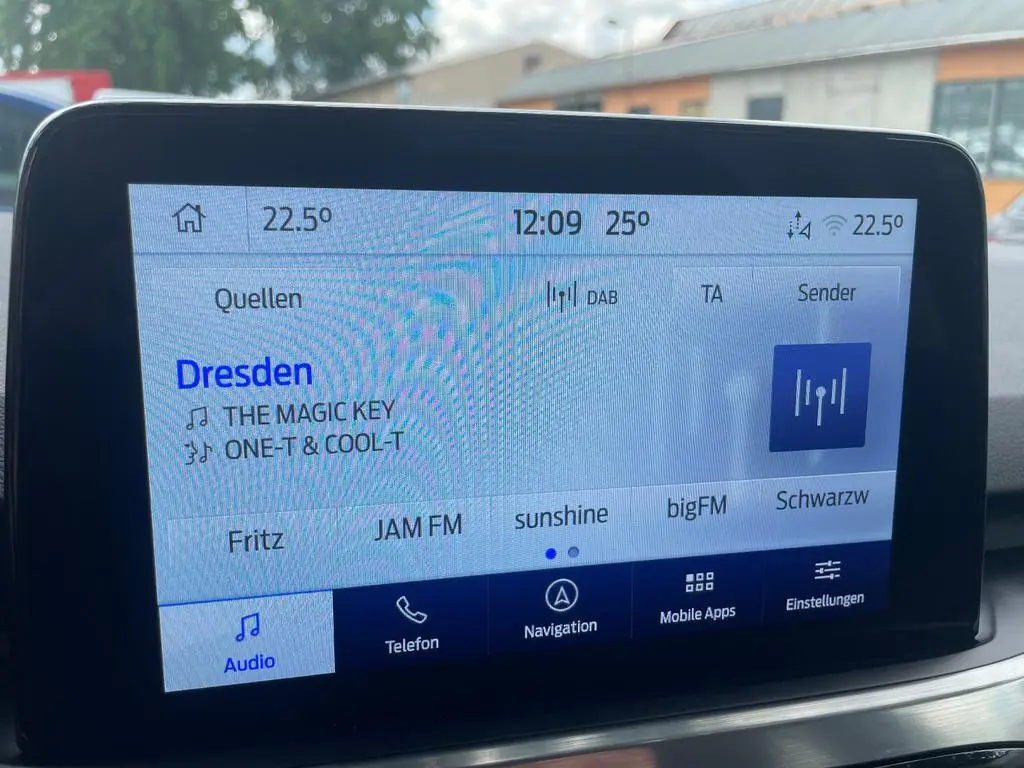 22.5° 12:09 25° 22.5°
Quellen DAB TA Sender
Dresden
THE MAGIC KEY
ONE-T & COOL-T
Fritz JAM FM sunshine bigFM Schwarzw
Audio Telefon Navigation Mobile Apps Einstellungen